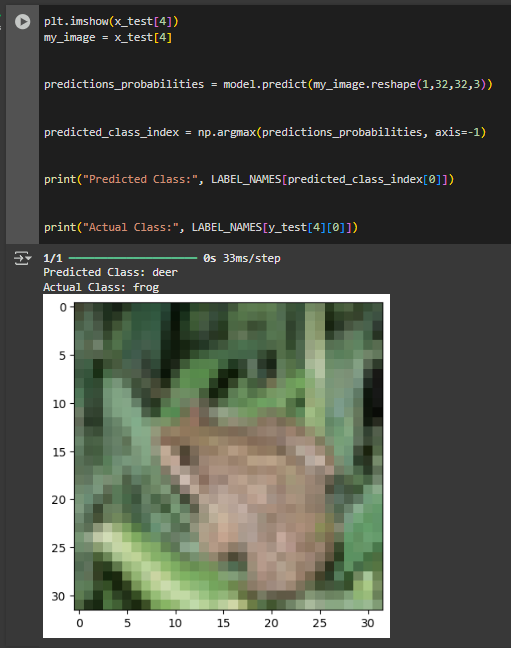 plt.imshow(x_test[4])
my_image = x_test[4]
predictions_probabilities = model.predict(my_image.reshape(1,32,32,3))
predicted_class_index = np.argmax(predictions_probabilities, axis=-1)
print("Predicted Class:", LABEL_NAMES[predicted_class_index[0]])
print("Actual Class:", LABEL_NAMES[y_test[4][0]])
1/1 0s 33ms/step
Predicted Class: deer
Actual Class: frog
0
5
10
15
20
25
30
0 5 10 15 20 25 30